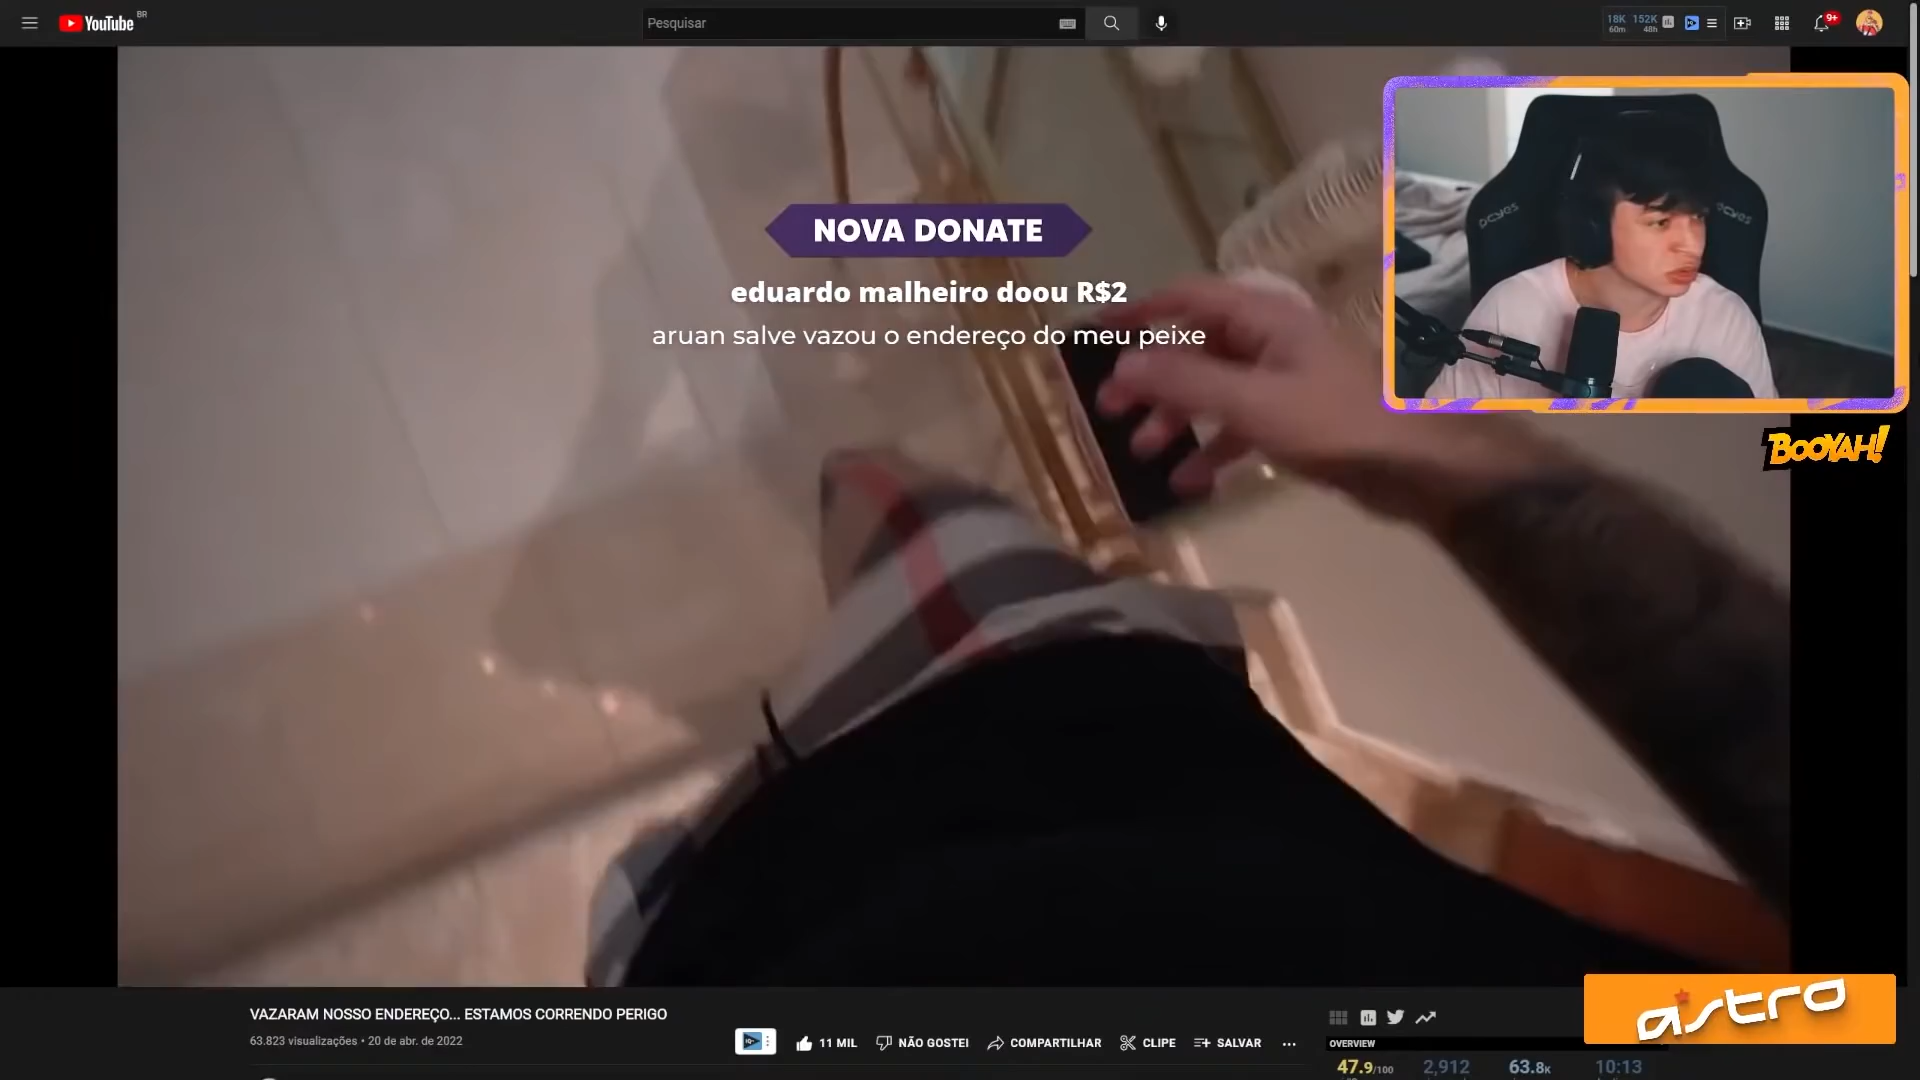 YouTube BR
Pesquisar
18K 152K
60m 48h
9+
NOVA DONATE
eduardo malheiro doou R$2
aruan salve vazou o endereço do meu peixe
BOOYAH!
VAZARAM NOSSO ENDEREÇO... ESTAMOS CORRENDO PERIGO
63.823 visualizações • 20 de abr. de 2022
11 MIL
NÃO GOSTEI
COMPARTILHAR
CLIPE
SALVAR
astro
OVERVIEW
47.9/100 2,912 63.8k 10:13